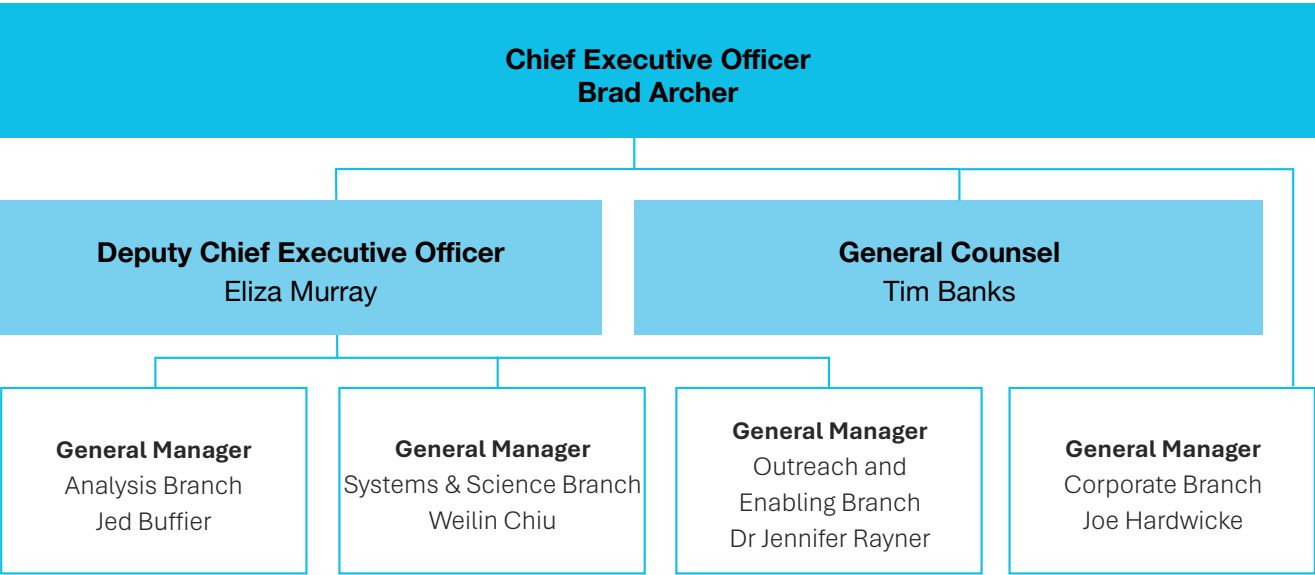 Chief Executive Officer
Brad Archer
Deputy Chief Executive Officer
Eliza Murray
General Counsel
Tim Banks
General Manager
Analysis Branch
Jed Buffier
General Manager
Systems & Science Branch
Weilin Chiu
General Manager
Outreach and
Enabling Branch
Dr Jennifer Rayner
General Manager
Corporate Branch
Joe Hardwicke